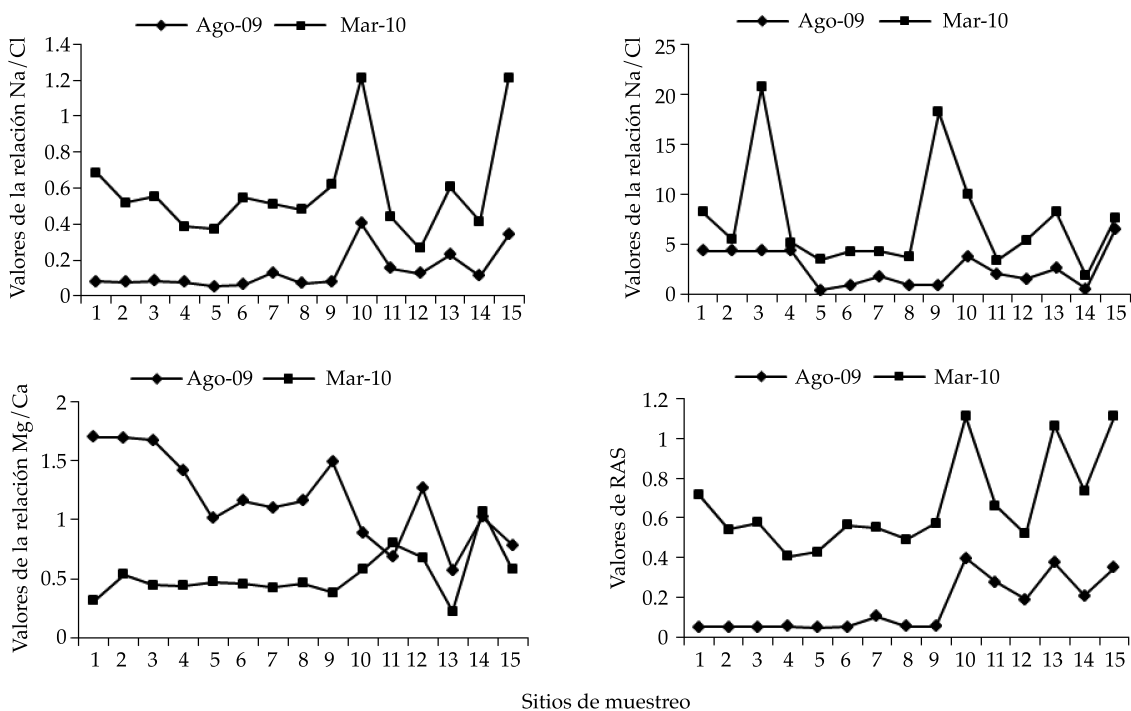 Ago-09 Mar-10
Valores de la relación Na/Cl
1.4
1.2
1
0.8
0.6
0.4
0.2
0
1 2 3 4 5 6 7 8 9 10 11 12 13 14 15
Ago-09 Mar-10
Valores de la relación Na/Cl
25
20
15
10
5
0
1 2 3 4 5 6 7 8 9 10 11 12 13 14 15
Ago-09 Mar-10
Valores de la relación Mg/Ca
2
1.5
1
0.5
0
1 2 3 4 5 6 7 8 9 10 11 12 13 14 15
Ago-09 Mar-10
Valores de RAS
1.2
1
0.8
0.6
0.4
0.2
0
1 2 3 4 5 6 7 8 9 10 11 12 13 14 15
Sitios de muestreo